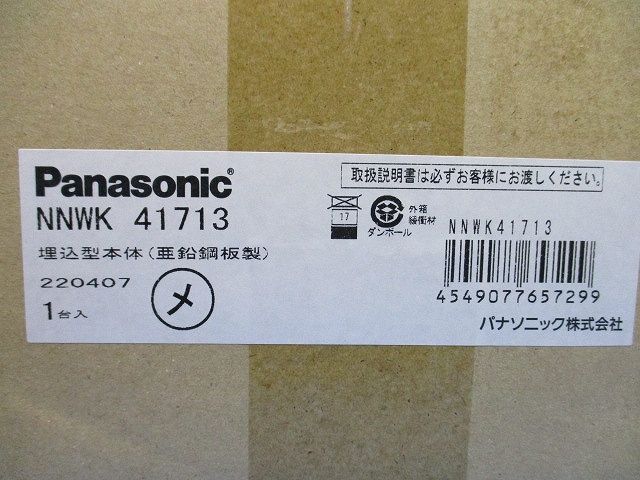 Panasonic®
NNWK 41713
埋込型本体(亜鉛鋼板製)
220407
メ
1台入
取扱説明書は必ずお客様にお渡しください。
17
ダンボール
外箱
緩衝材
NNWK41713
4549077657299
パナソニック株式会社